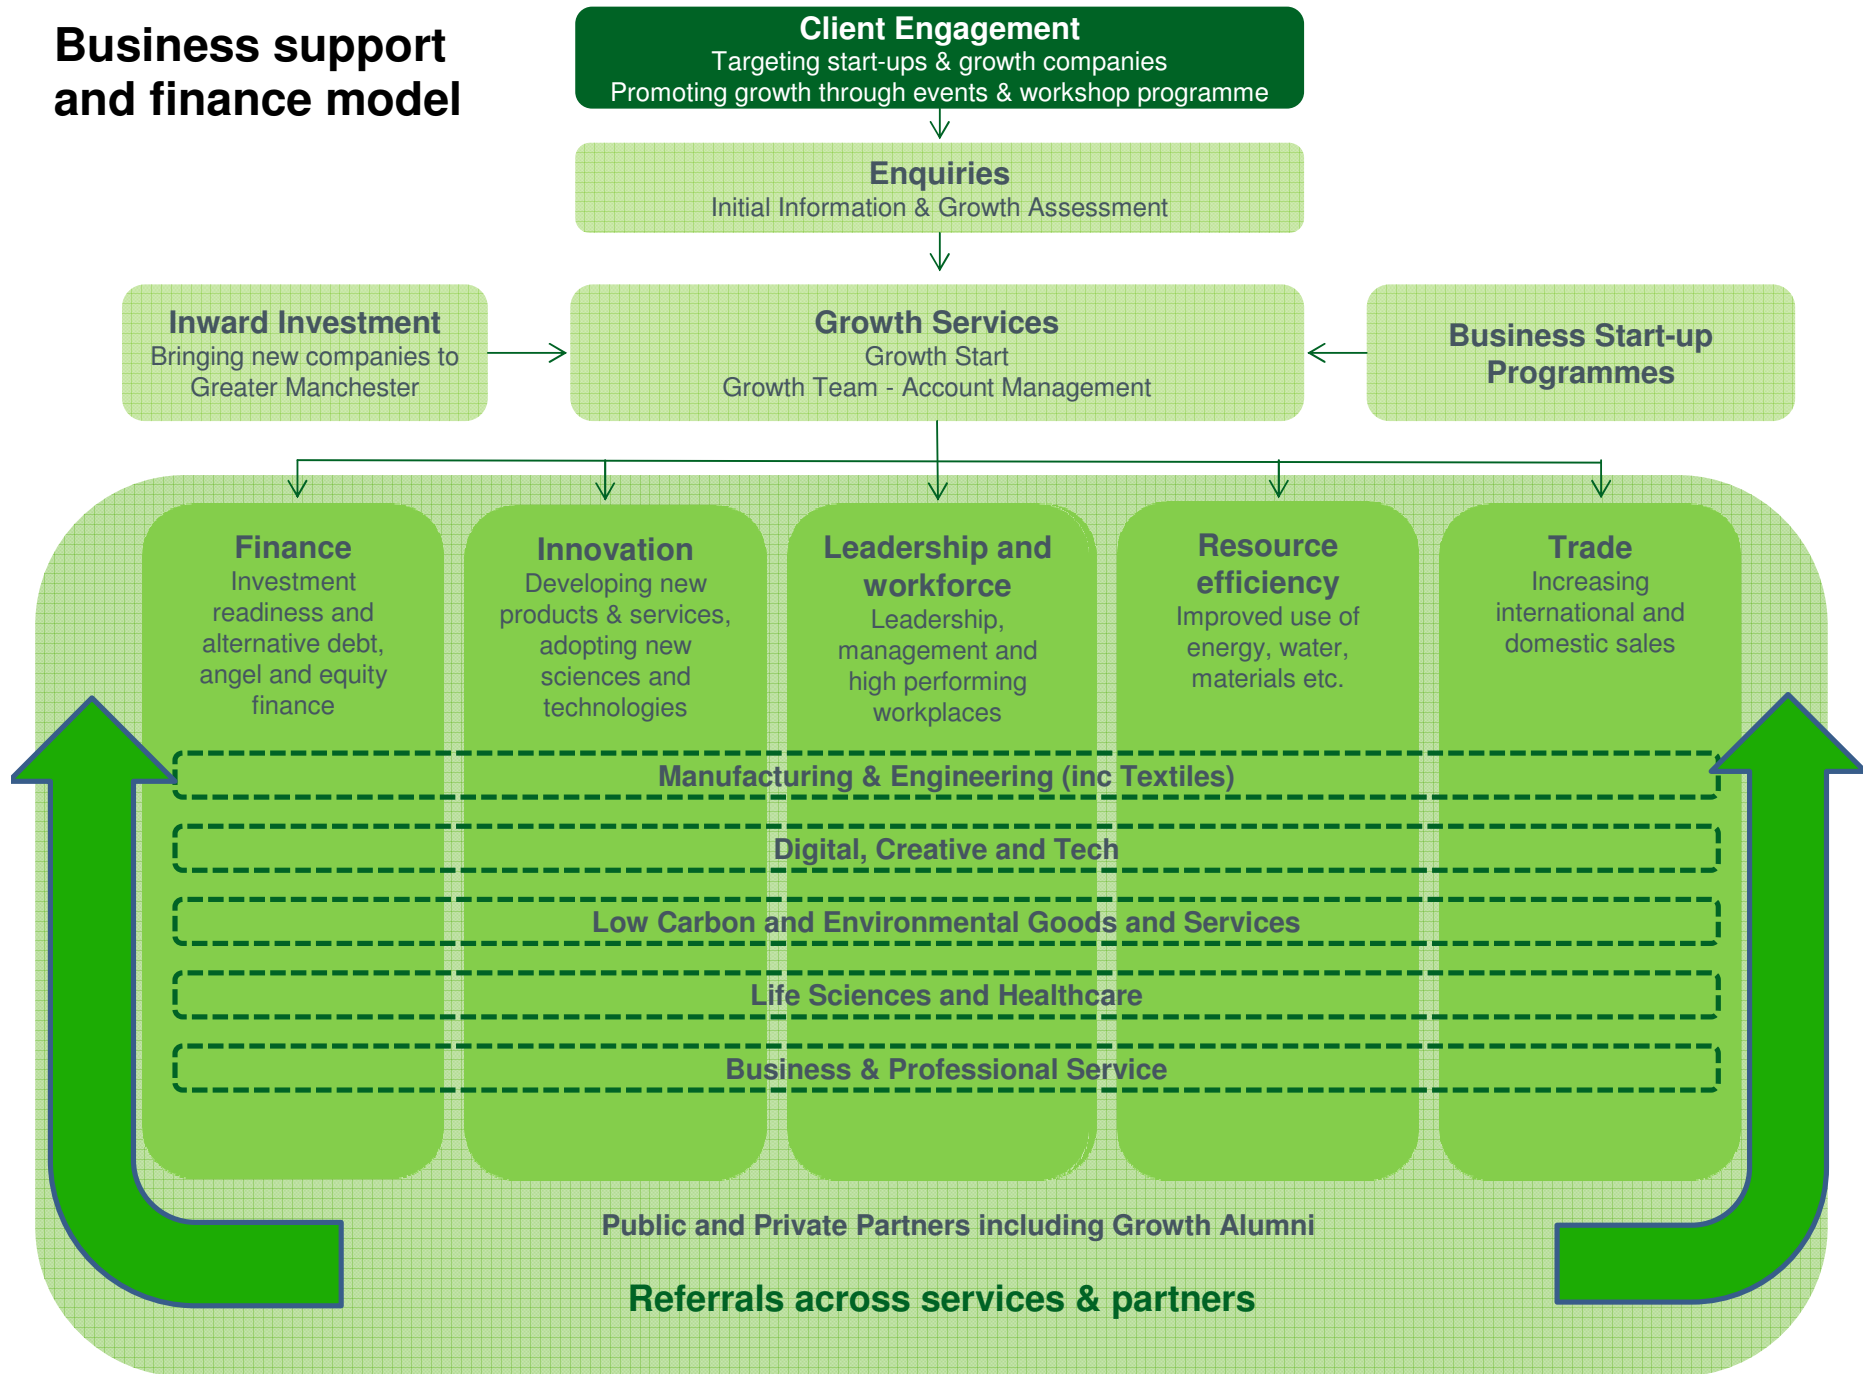 Business support
and finance model
Client Engagement
Targeting start-ups & growth companies
Promoting growth through events & workshop programme
Enquiries
Initial Information & Growth Assessment
Inward Investment
Bringing new companies to
Greater Manchester
Growth Services
Growth Start
Growth Team - Account Management
Business Start-up
Programmes
Finance
Investment
readiness and
alternative debt,
angel and equity
finance
Innovation
Developing new
products & services,
adopting new
sciences and
technologies
Leadership and
workforce
Leadership,
management and
high performing
workplaces
Resource
efficiency
Improved use of
energy, water,
materials etc.
Trade
Increasing
international and
domestic sales
Manufacturing & Engineering (inc Textiles)
Digital, Creative and Tech
Low Carbon and Environmental Goods and Services
Life Sciences and Healthcare
Business & Professional Service
Public and Private Partners including Growth Alumni
Referrals across services & partners